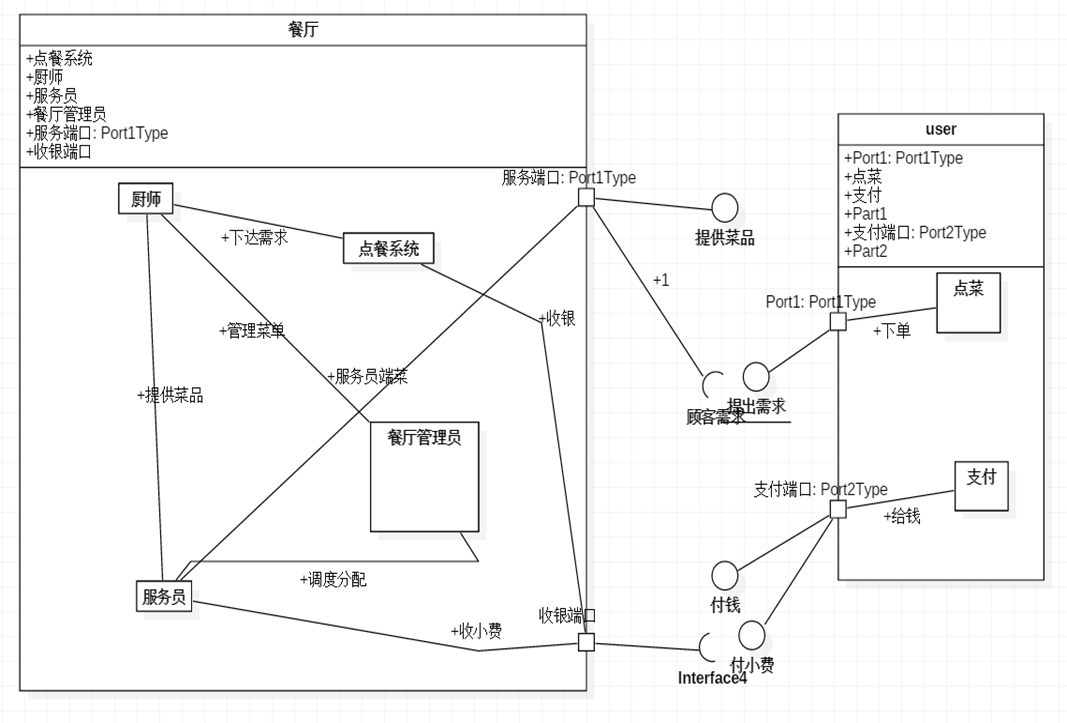 餐厅
+点餐系统
+厨师
+服务员
+餐厅管理员
+服务端口: Port1Type
+收银端口
user
+Port1: Port1Type
+点菜
+支付
+Part1
+支付端口: Port2Type
+Part2
服务端口: Port1Type
厨师
+下达需求
点餐系统
提供菜品
+1
点菜
Port1: Port1Type
+下单
+收银
+管理菜单
+服务员端菜
+提供菜品
提出需求
顾客需求
餐厅管理员
支付
支付端口: Port2Type
+给钱
+调度分配
服务员
付钱
收银端口
+收小费
付小费
Interface4